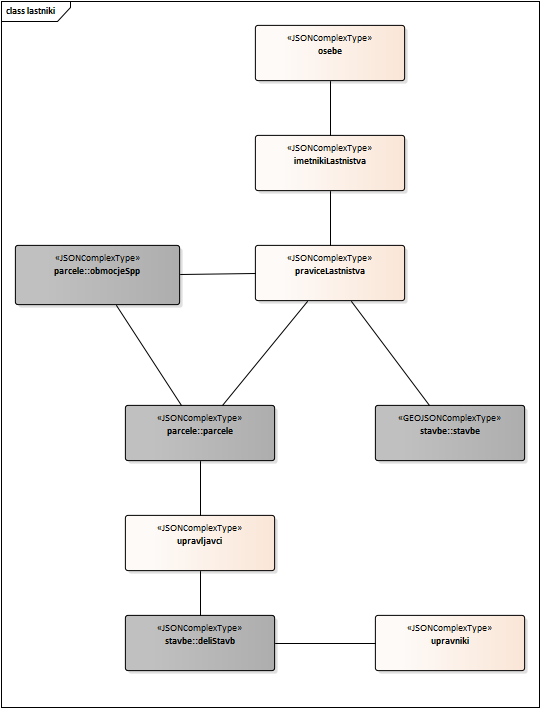 class lastniki
«JSONComplexType»
osebe
«JSONComplexType»
imetnikiLastnistva
«JSONComplexType»
parcele::obmocjeSpp
«JSONComplexType»
praviceLastnistva
«JSONComplexType»
parcele::parcele
«GEOJSONComplexType»
stavbe::stavbe
«JSONComplexType»
upravljavci
«JSONComplexType»
stavbe::deliStavb
«JSONComplexType»
upravniki